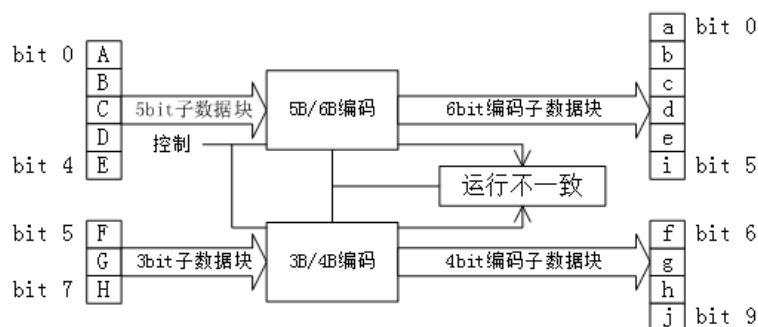 a bit 0
bit 0 A b
B c
C 5bit子数据块 5B/6B编码 6bit编码子数据块 d
D 控制 e
bit 4 E 运行不一致 i bit 5
bit 5 F f bit 6
G 3bit子数据块 3B/4B编码 4bit编码子数据块 g
bit 7 H h
j bit 9